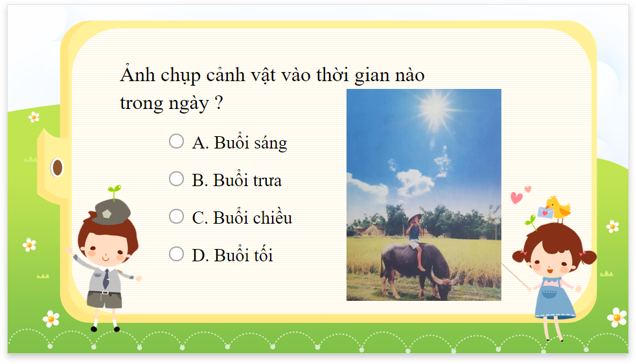 Ảnh chụp cảnh vật vào thời gian nào
trong ngày ?
A. Buổi sáng
B. Buổi trưa
C. Buổi chiều
D. Buổi tối